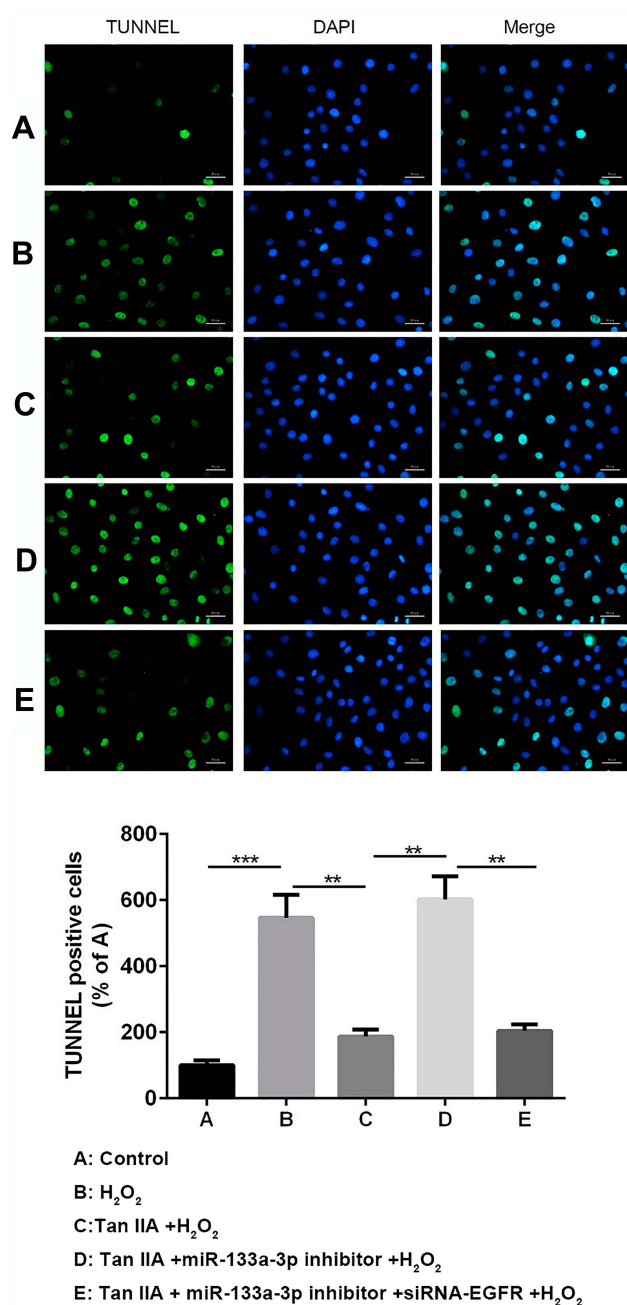 TUNNEL DAPI Merge
A
B
C
D
E
TUNNEL positive cells
(% of A)
800
600
400
200
0
*** ** ** **
A B C D E
A: Control
B: H₂O₂
C:Tan IIA +H₂O₂
D: Tan IIA +miR-133a-3p inhibitor +H₂O₂
E: Tan IIA + miR-133a-3p inhibitor +siRNA-EGFR +H₂O₂